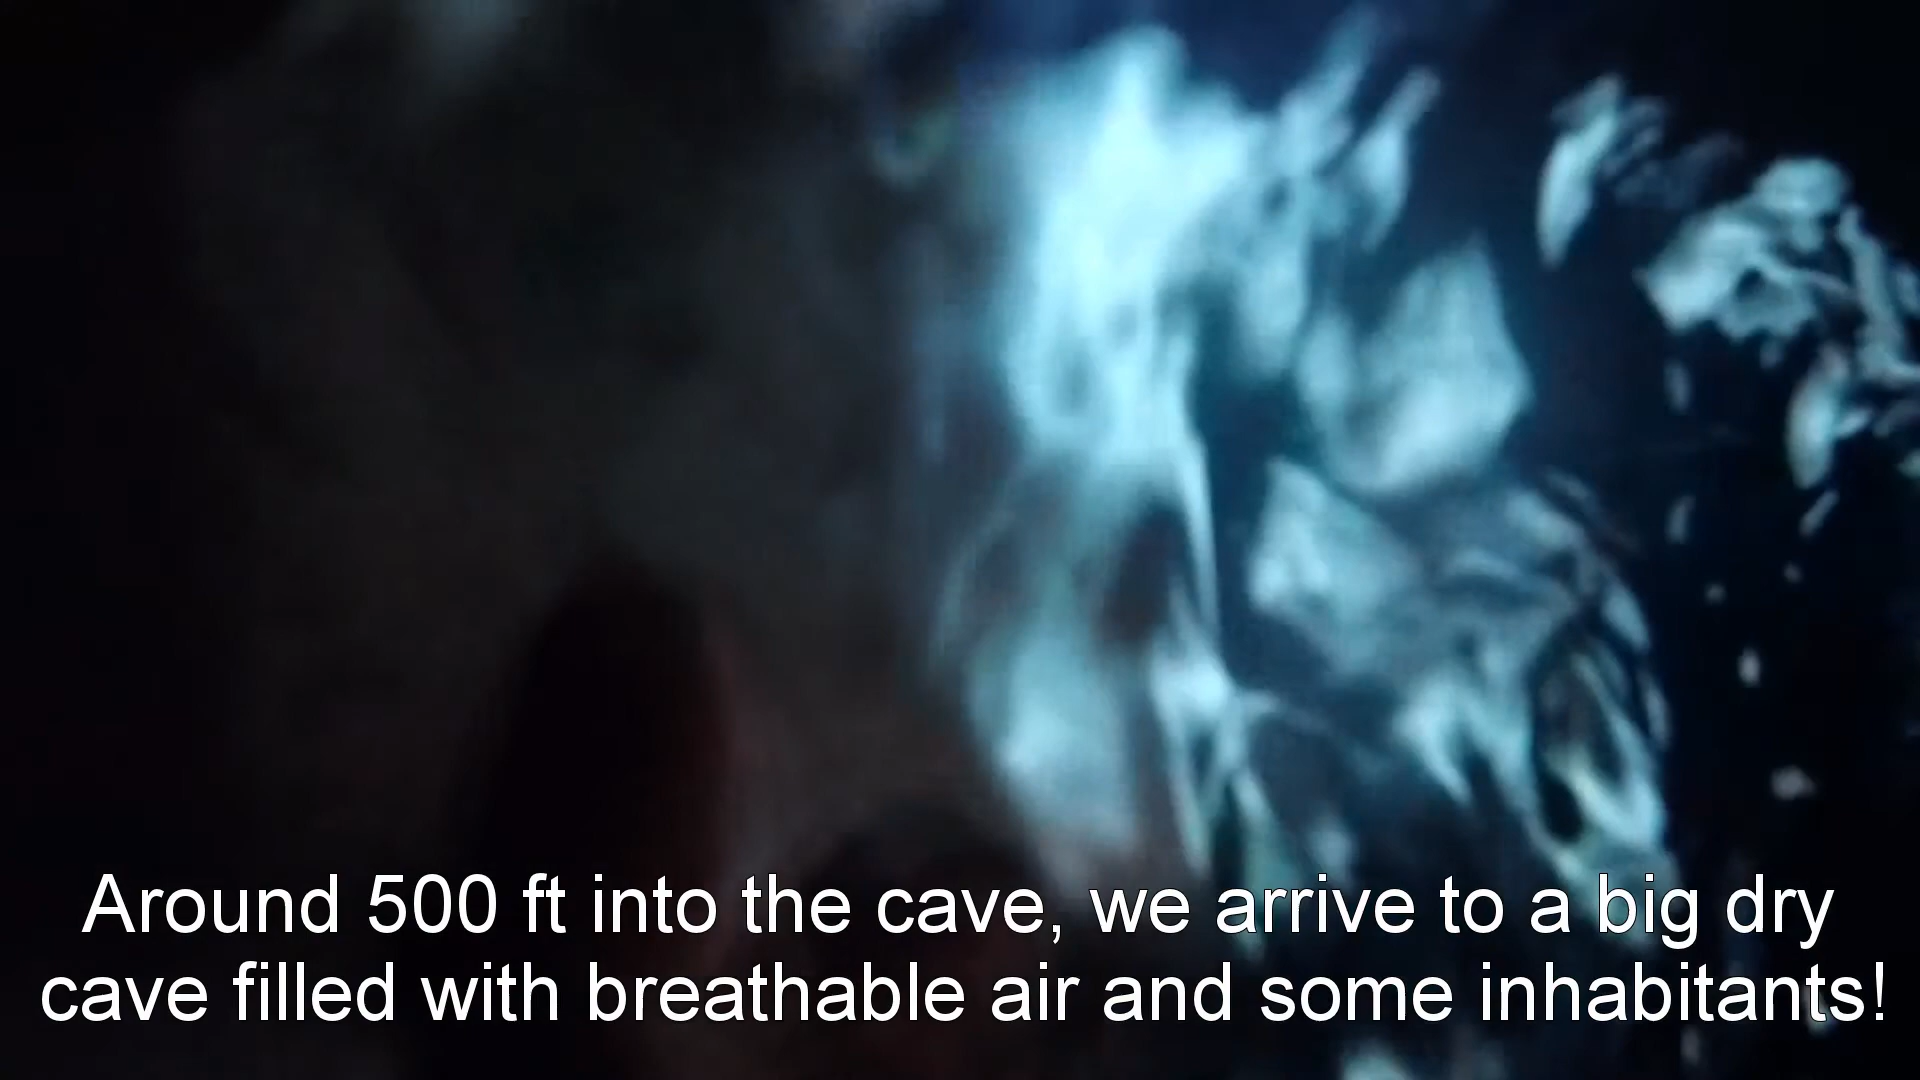 Around 500 ft into the cave, we arrive to a big dry
cave filled with breathable air and some inhabitants!